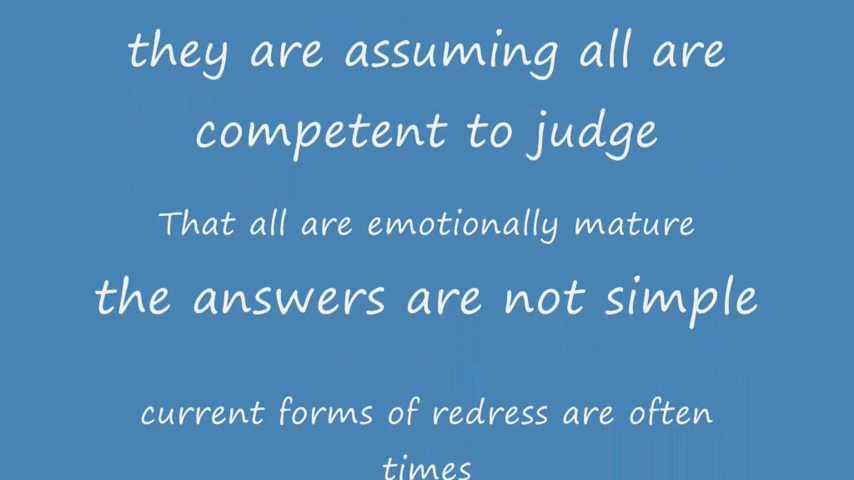 they are assuming all are
competent to judge
That all are emotionally mature
the answers are not simple
current forms of redress are often
times